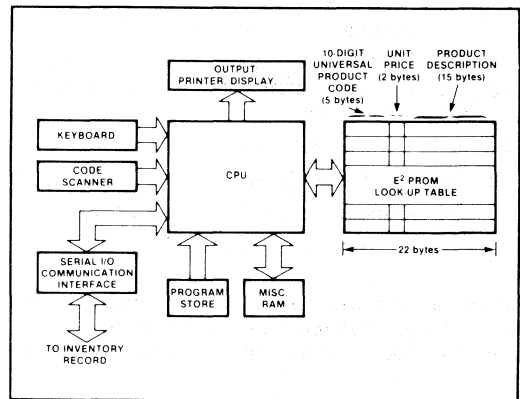 OUTPUT
PRINTER, DISPLAY...
10-DIGIT
UNIVERSAL
PRODUCT
CODE
(5 bytes)
UNIT
PRICE
(2 bytes)
PRODUCT
DESCRIPTION
(15 bytes)
KEYBOARD
CODE
SCANNER
CPU
E² PROM
LOOK UP TABLE
22 bytes
SERIAL I/O
COMMUNICATION
INTERFACE
PROGRAM
STORE
MISC.
RAM
TO INVENTORY
RECORD